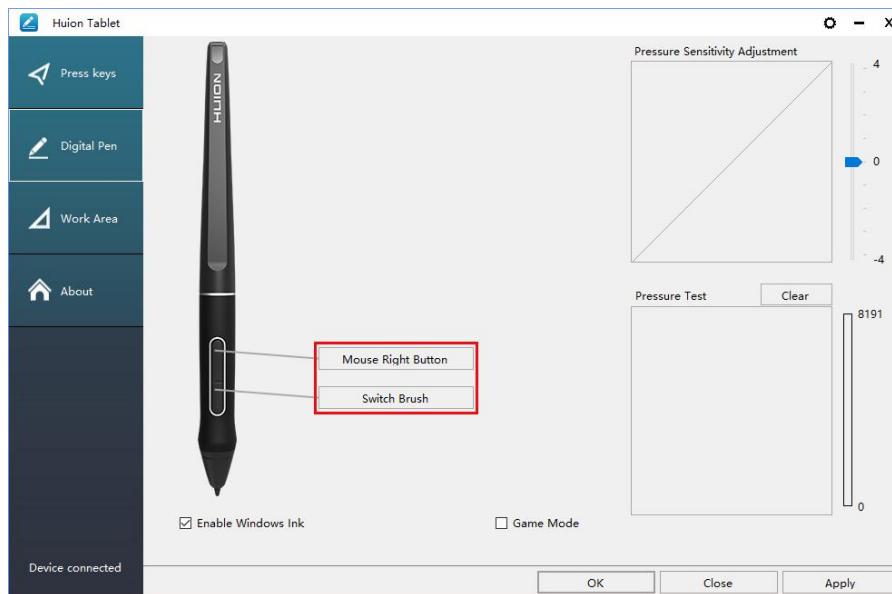 Huion Tablet
Press keys
Digital Pen
Work Area
About
Device connected
HUION
Mouse Right Button
Switch Brush
Enable Windows Ink
Game Mode
Pressure Sensitivity Adjustment
4
0
-4
Pressure Test
Clear
8191
0
OK
Close
Apply